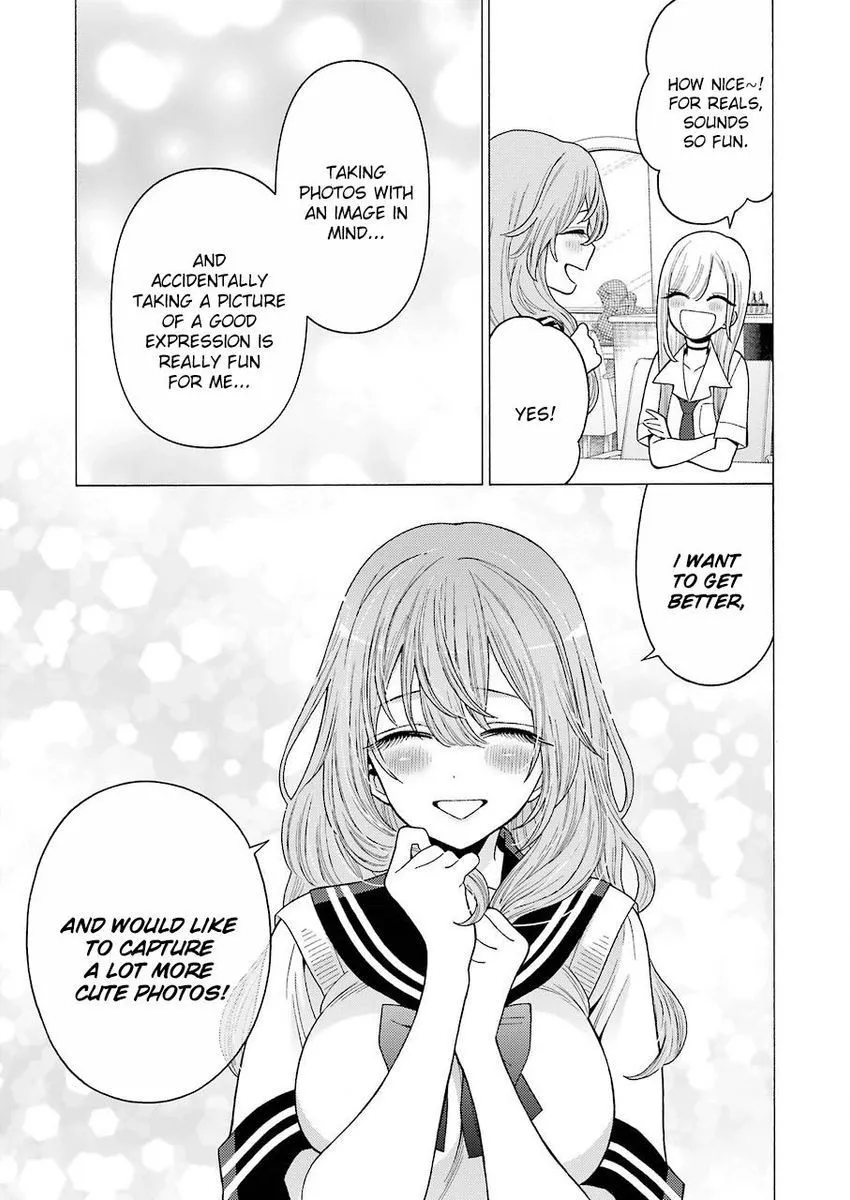 HOW NICE~!
FOR REALS,
SOUNDS
SO FUN.
YES!
TAKING
PHOTOS WITH
AN IMAGE IN
MIND...
AND
ACCIDENTALLY
TAKING A PICTURE
OF A GOOD
EXPRESSION IS
REALLY FUN
FOR ME...
I WANT
TO GET
BETTER,
AND WOULD LIKE
TO CAPTURE
A LOT MORE
CUTE PHOTOS!